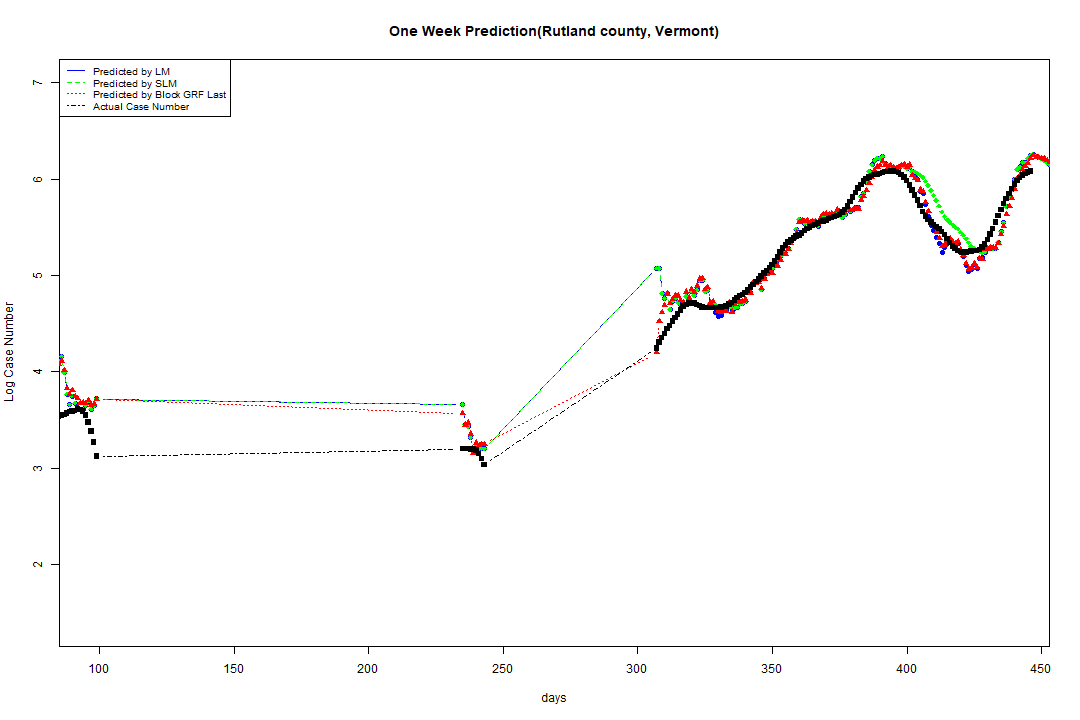 One Week Prediction(Rutland county, Vermont)
Predicted by LM
Predicted by SLM
Predicted by Block GRF Last
Actual Case Number
7
6
5
4
3
2
Log Case Number
100 150 200 250 300 350 400 450
days